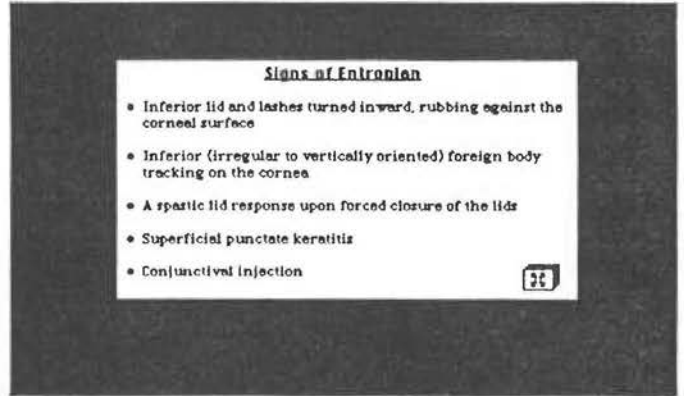 Signs of Entropion
• Inferior lid and lashes turned inward, rubbing against the
corneal surface
• Inferior (irregular to vertically oriented) foreign body
tracking on the cornea
• A spastic lid response upon forced closure of the lids
• Superficial punctate keratitis
• Conjunctival injection